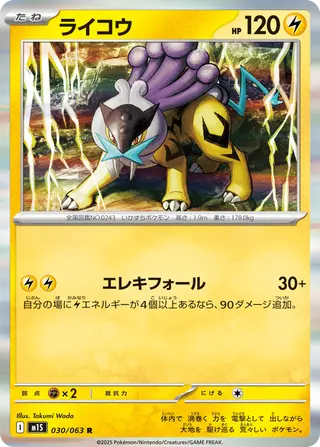 たね
ライコウ
HP 120
全国図鑑NO.0243 いかずちポケモン 高さ：1.9m 重さ：178.0kg
エレキフォール 30+
自分の場にエネルギーが4個以上あるなら、90ダメージ追加。
弱点 ×2 抵抗力 にげる
Illus. Takumi Wada
I m1S 030/063 R
体内で 渦巻く 力を 電撃として 放ちながら
大地を 駆け巡る 荒々しい ポケモン。
©2025 Pokémon/Nintendo/Creatures/GAME FREAK.